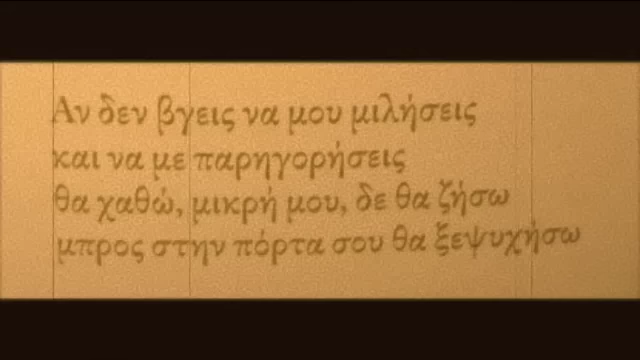 Αν δεν βγεις να μου μιλήσεις
και να με παρηγορήσεις
θα χαθώ, μικρή μου, δε θα ζήσω
μπρος στην πόρτα σου θα ξεψυχήσω